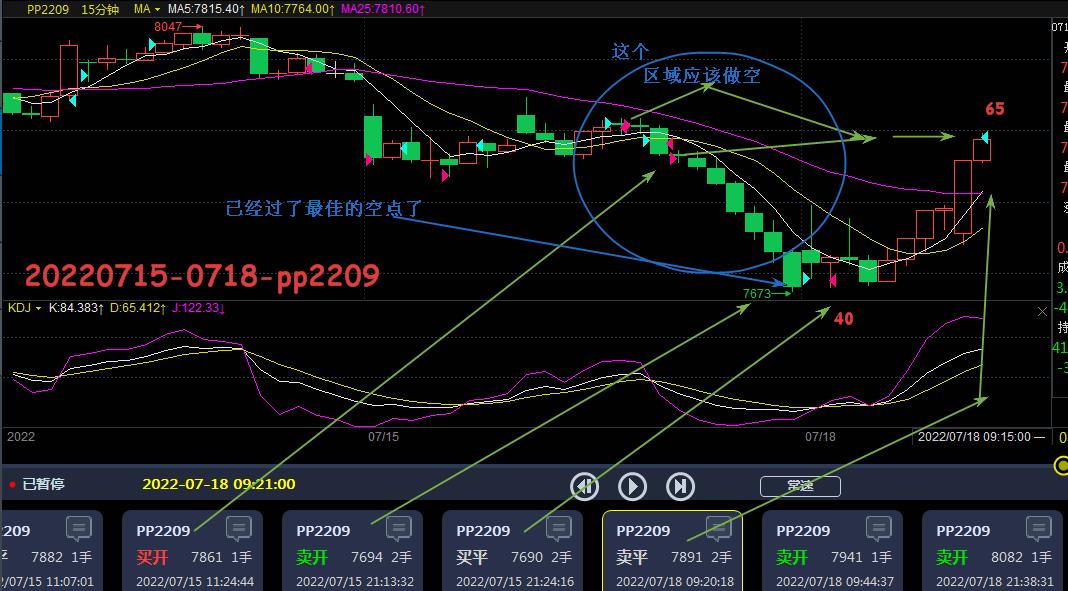 PP2209 15分钟 MA MA5:7815.40↑ MA10:7764.00↑ MA25:7810.60↑
8047
071
这个
区域应该做空
65
已经过了最佳的空点了
20220715-0718-pp2209
7673
40
KDJ K:84.383↑ D:65.412↑ J:122.33↓
2022 07/15 07/18 2022/07/18 09:15:00
已暂停 2022-07-18 09:21:00 常速
2209 PP2209 PP2209 PP2209 PP2209 PP2209 PP2209
7882 1手 买开 7861 1手 卖开 7694 2手 买平 7690 2手 卖平 7891 2手 卖开 7941 1手 卖开 8082 1手
/07/15 11:07:01 2022/07/15 11:24:44 2022/07/15 21:13:32 2022/07/15 21:24:16 2022/07/18 09:20:18 2022/07/18 09:44:37 2022/07/18 21:38:31